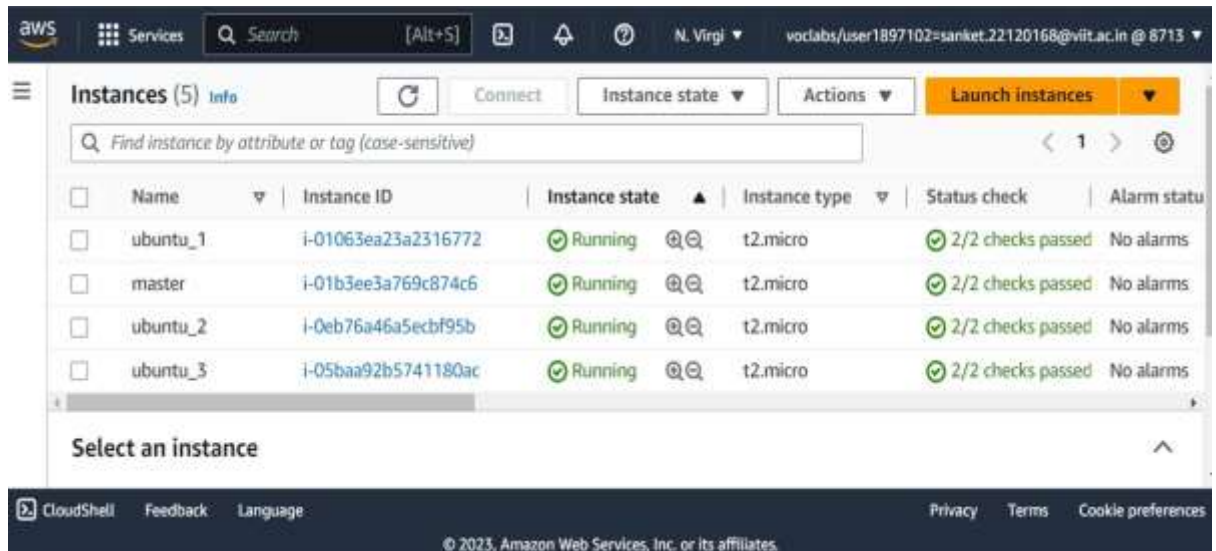 aws Services Search [Alt+S] N. Virgi voclabs/user1897102=sanket.22120168@viit.ac.in @ 8713
Instances (5) Info Connect Instance state Actions Launch instances
Find instance by attribute or tag (case-sensitive) 1
Name Instance ID Instance state Instance type Status check Alarm statu
ubuntu_1 i-01063ea23a2316772 Running t2.micro 2/2 checks passed No alarms
master i-01b3ee3a769c874c6 Running t2.micro 2/2 checks passed No alarms
ubuntu_2 i-0eb76a46a5ecbf95b Running t2.micro 2/2 checks passed No alarms
ubuntu_3 i-05baa92b5741180ac Running t2.micro 2/2 checks passed No alarms
Select an instance
CloudShell Feedback Language Privacy Terms Cookie preferences
© 2023, Amazon Web Services, Inc. or its affiliates.